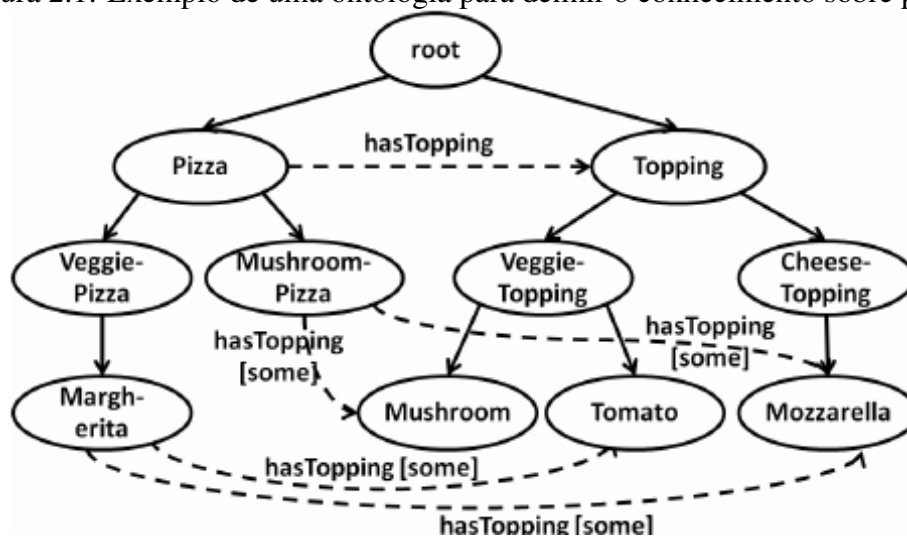 ura 2.1: Exemplo de uma ontologia para definir o conhecimento sobre p
root
hasTopping
Pizza
Topping
Veggie-
Pizza
Mushroom-
Pizza
Veggie-
Topping
Cheese-
Topping
hasTopping
[some]
hasTopping
[some]
Margh-
erita
Mushroom
Tomato
Mozzarella
hasTopping [some]
hasTopping [some]